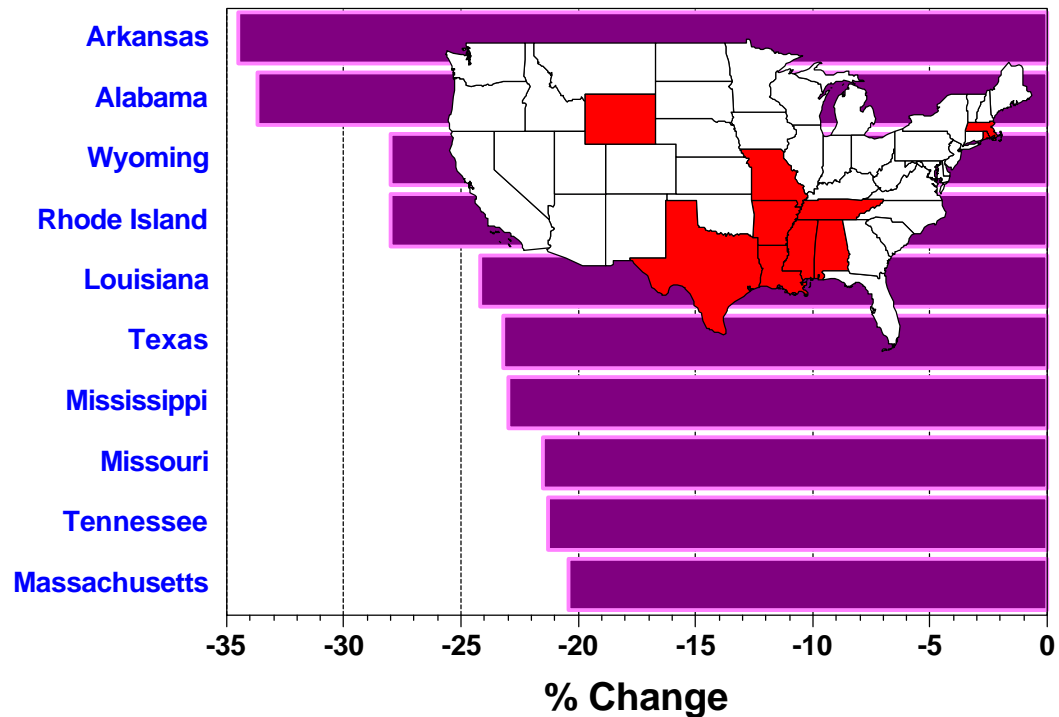 Arkansas
Alabama
Wyoming
Rhode Island
Louisiana
Texas
Mississippi
Missouri
Tennessee
Massachusetts
-35 -30 -25 -20 -15 -10 -5 0
% Change